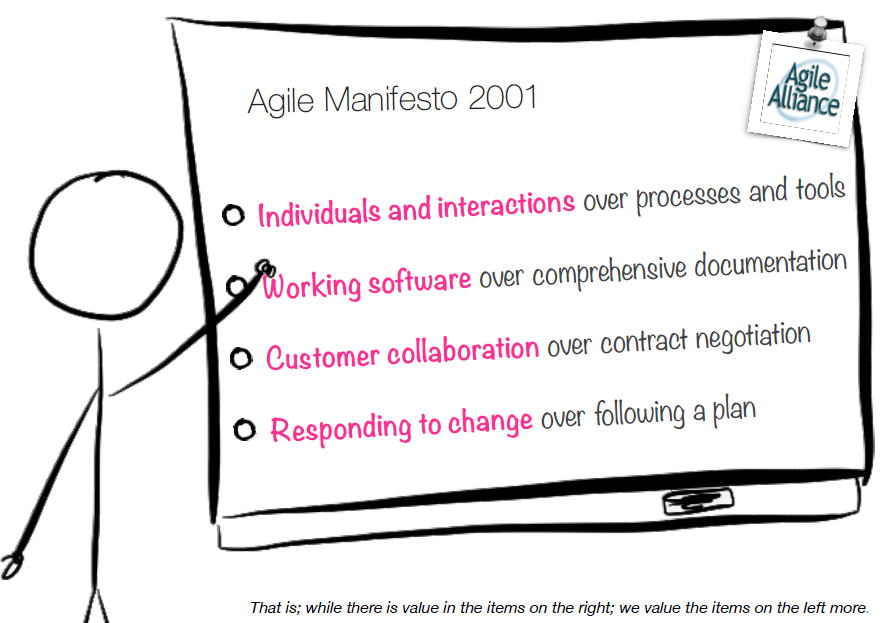 Agile Manifesto 2001
Agile
Alliance
Individuals and interactions over processes and tools
Working software over comprehensive documentation
Customer collaboration over contract negotiation
Responding to change over following a plan
That is; while there is value in the items on the right; we value the items on the left more.